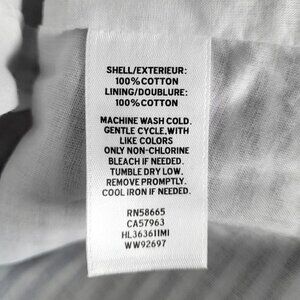 SHELL/EXTERIEUR:
100% COTTON
LINING/DOUBLURE:
100% COTTON
MACHINE WASH COLD.
GENTLE CYCLE,WITH
LIKE COLORS
ONLY NON-CHLORINE
BLEACH IF NEEDED.
TUMBLE DRY LOW.
REMOVE PROMPTLY.
COOL IRON IF NEEDED.
RN58665
CA57963
HL363611MI
WW92697